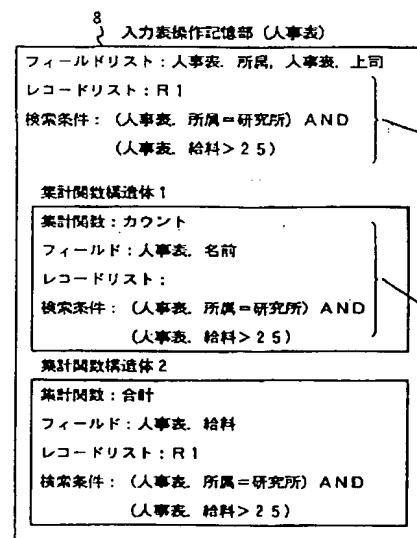 8
入力表操作記憶部(人事表)
フィールドリスト:人事表.所属,人事表.上司
レコードリスト:R1
検索条件:(人事表.所属=研究所)AND
(人事表.給料>25)
集計関数構造体1
集計関数:カウント
フィールド:人事表.名前
レコードリスト:
検索条件:(人事表.所属=研究所)AND
(人事表.給料>25)
集計関数構造体2
集計関数:合計
フィールド:人事表.給料
レコードリスト:R1
検索条件:(人事表.所属=研究所)AND
(人事表.給料>25)